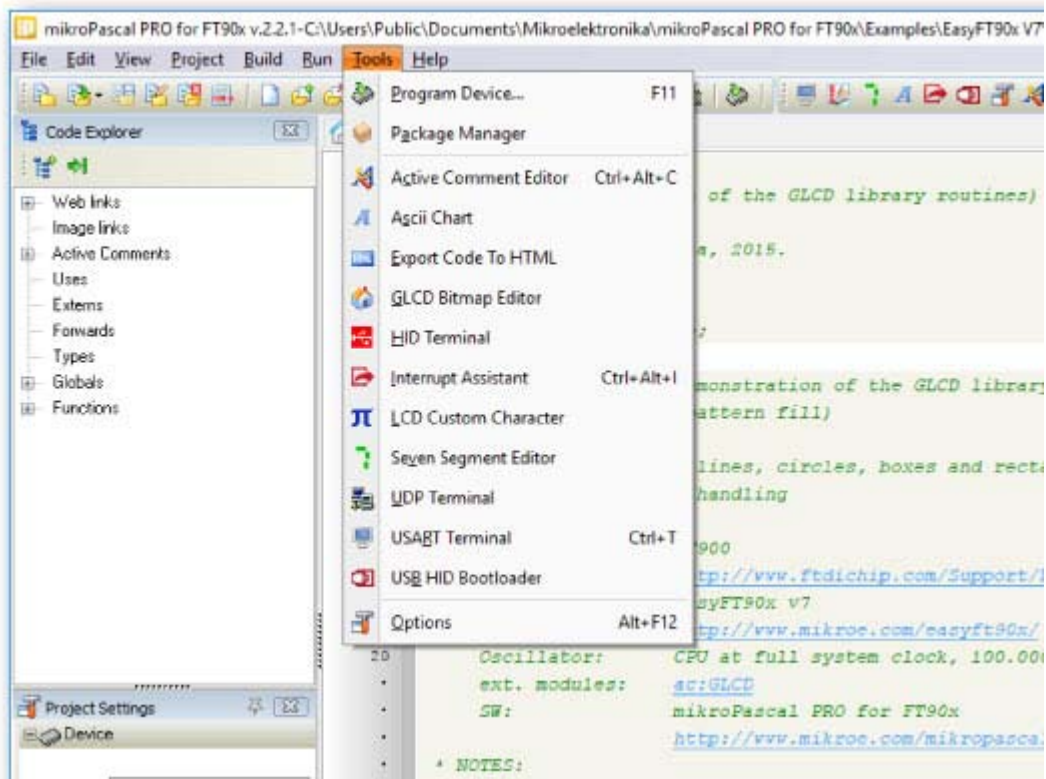 mikroPascal PRO for FT90x v.2.2.1-C:\Users\Public\Documents\Mikroelektronika\mikroPascal PRO for FT90x\Examples\EasyFT90x V7
File Edit View Project Build Run Tools Help
Code Explorer
Web links
Image links
Active Comments
Uses
Externs
Forwards
Types
Globals
Functions
Project Settings
Device
Program Device... F11
Package Manager
Active Comment Editor Ctrl+Alt+C
Ascii Chart
Export Code To HTML
GLCD Bitmap Editor
HID Terminal
Interrupt Assistant Ctrl+Alt+I
LCD Custom Character
Seven Segment Editor
UDP Terminal
USART Terminal Ctrl+T
USB HID Bootloader
Options Alt+F12
of the GLCD library routines)
, 2015.
monstration of the GLCD library
attern fill)
lines, circles, boxes and recta
handling
900
tp://www.ftdichip.com/Support/
syFT90x v7
tp://www.mikroe.com/easyft90x/
20 Oscillator: CPU at full system clock, 100.000
ext. modules: ac:GLCD
SW: mikroPascal PRO for FT90x
http://www.mikroe.com/mikropascal
* NOTES: